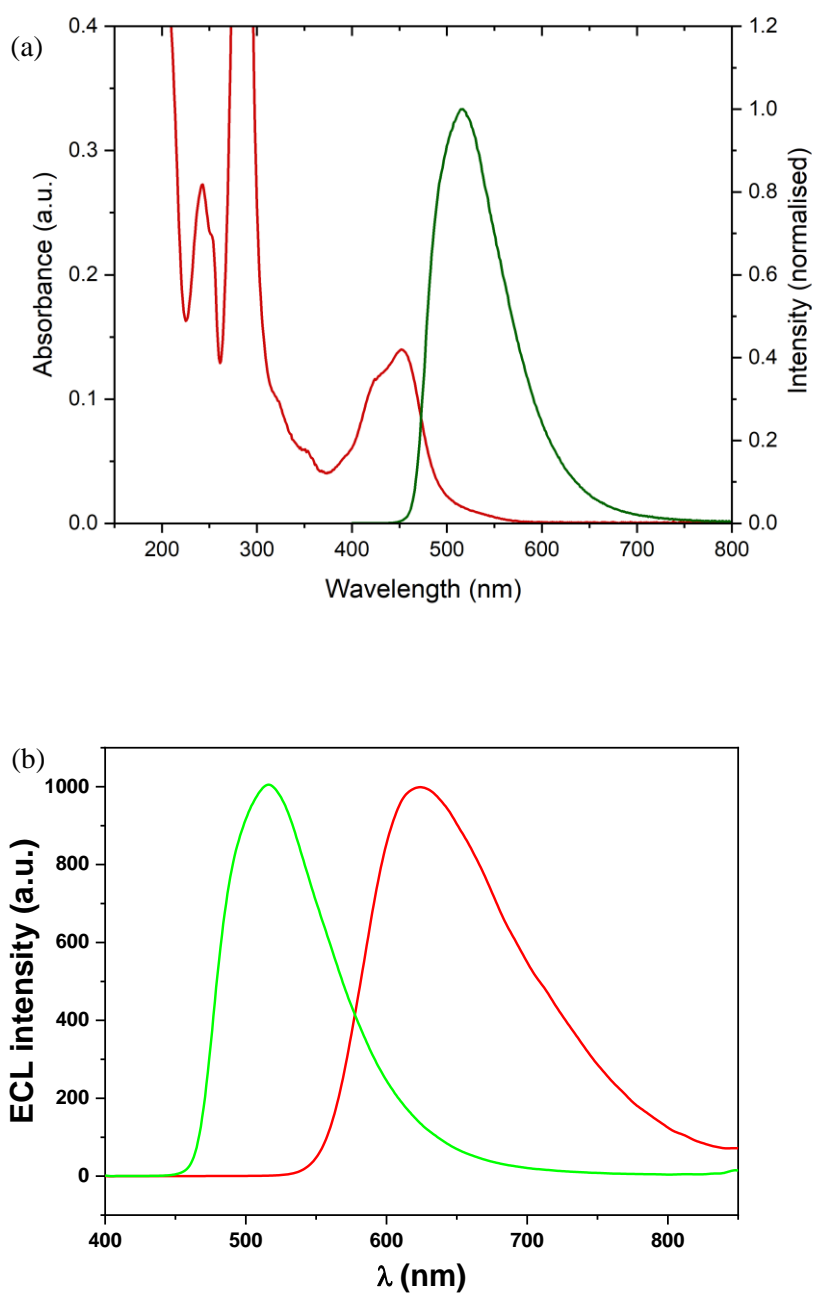 (a)
0.4
0.3
0.2
0.1
0.0
Absorbance (a.u.)
1.2
1.0
0.8
0.6
0.4
0.2
0.0
Intensity (normalised)
200 300 400 500 600 700 800
Wavelength (nm)
(b)
1000
800
600
400
200
0
ECL intensity (a.u.)
400 500 600 700 800
λ (nm)